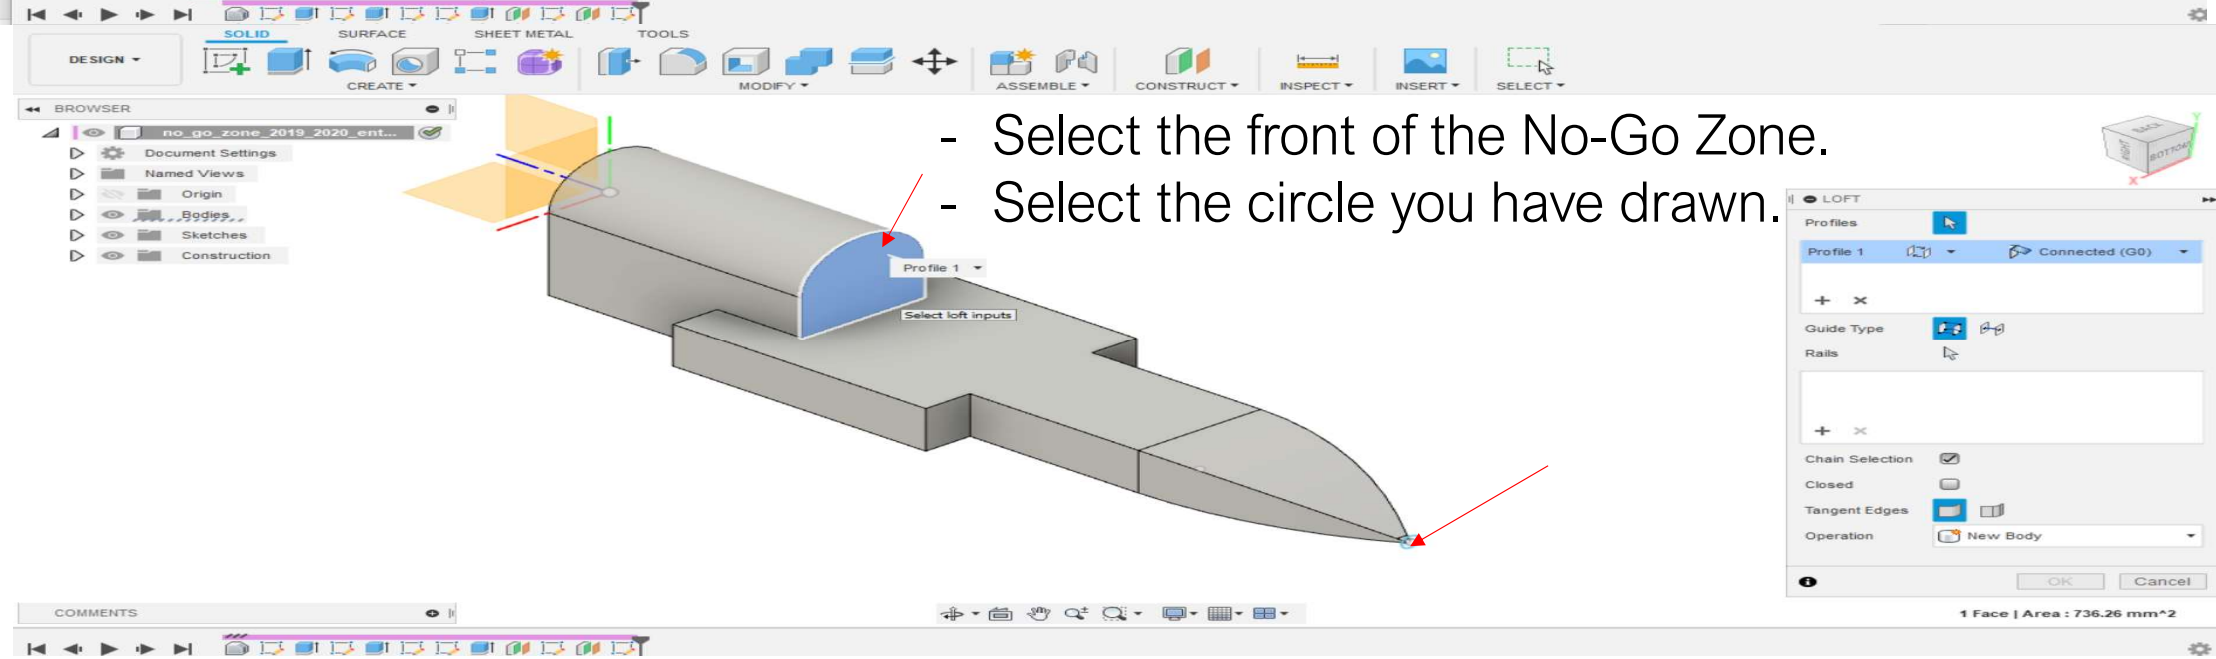 SOLID SURFACE SHEET METAL TOOLS
DESIGN
CREATE MODIFY ASSEMBLE CONSTRUCT INSPECT INSERT SELECT
BROWSER
no_go_zone_2019_2020_ent...
Document Settings
Named Views
Origin
Bodies
Sketches
Construction
- Select the front of the No-Go Zone.
- Select the circle you have drawn.
Profile 1
Select loft inputs
BACK
RIGHT
BOTTOM
Y
X
LOFT
Profiles
Profile 1 Connected (G0)
Guide Type
Rails
Chain Selection
Closed
Tangent Edges
Operation New Body
OK Cancel
COMMENTS
1 Face | Area : 736.26 mm^2